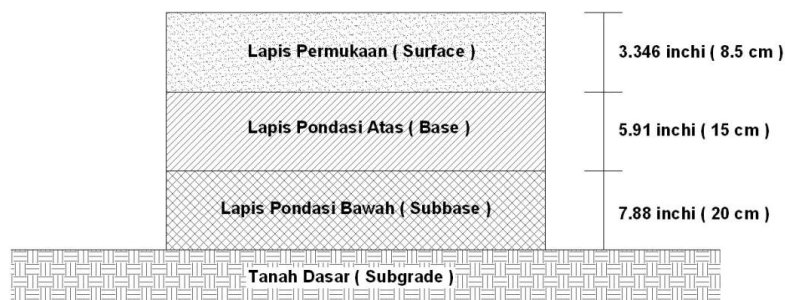 Lapis Permukaan ( Surface )
3.346 inchi ( 8.5 cm )
Lapis Pondasi Atas ( Base )
5.91 inchi ( 15 cm )
Lapis Pondasi Bawah ( Subbase )
7.88 inchi ( 20 cm )
Tanah Dasar ( Subgrade )